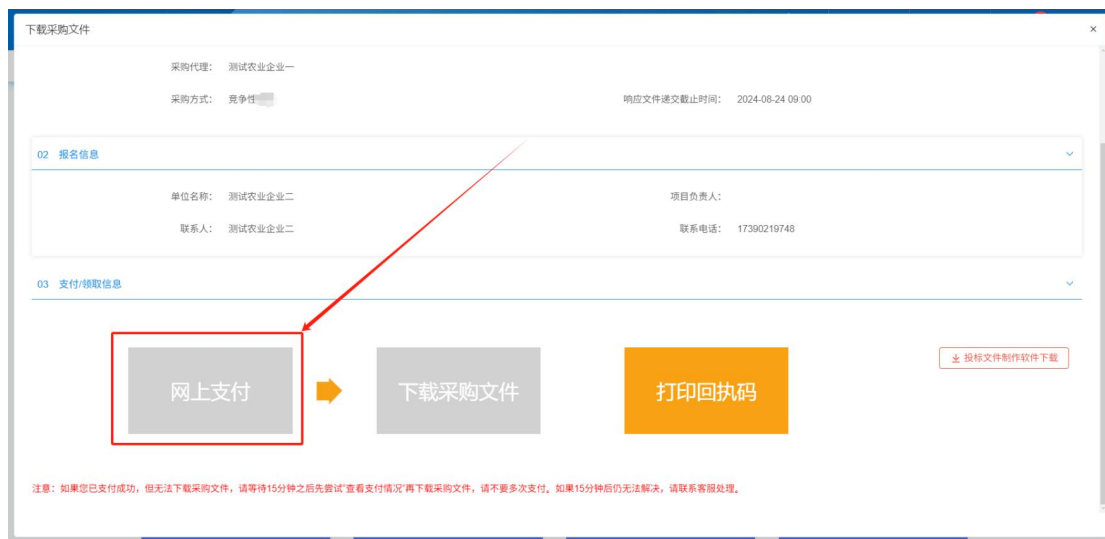 下载采购文件
×
采购代理： 测试农业企业一
采购方式： 竞争性
响应文件递交截止时间： 2024-08-24 09:00
02 报名信息
单位名称： 测试农业企业二
项目负责人：
联系人： 测试农业企业二
联系电话： 17390219748
03 支付/领取信息
网上支付
下载采购文件
打印回执码
投标文件制作软件下载
注意：如果您已支付成功，但无法下载采购文件，请等待15分钟之后先尝试“查看支付情况”再下载采购文件，请不要多次支付。如果15分钟后仍无法解决，请联系客服处理。